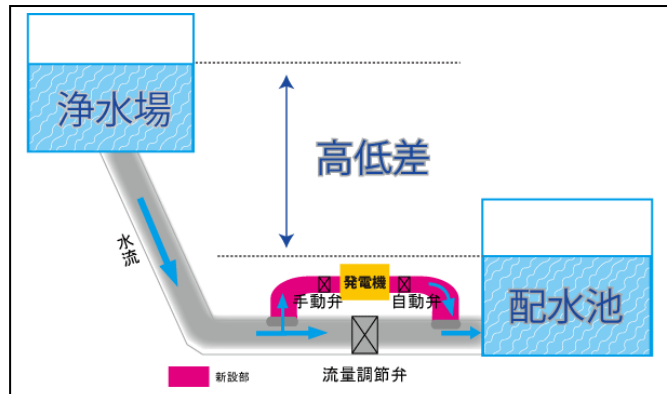 浄水場
高低差
水流
発電機
手動弁
自動弁
配水池
流量調節弁
新設部